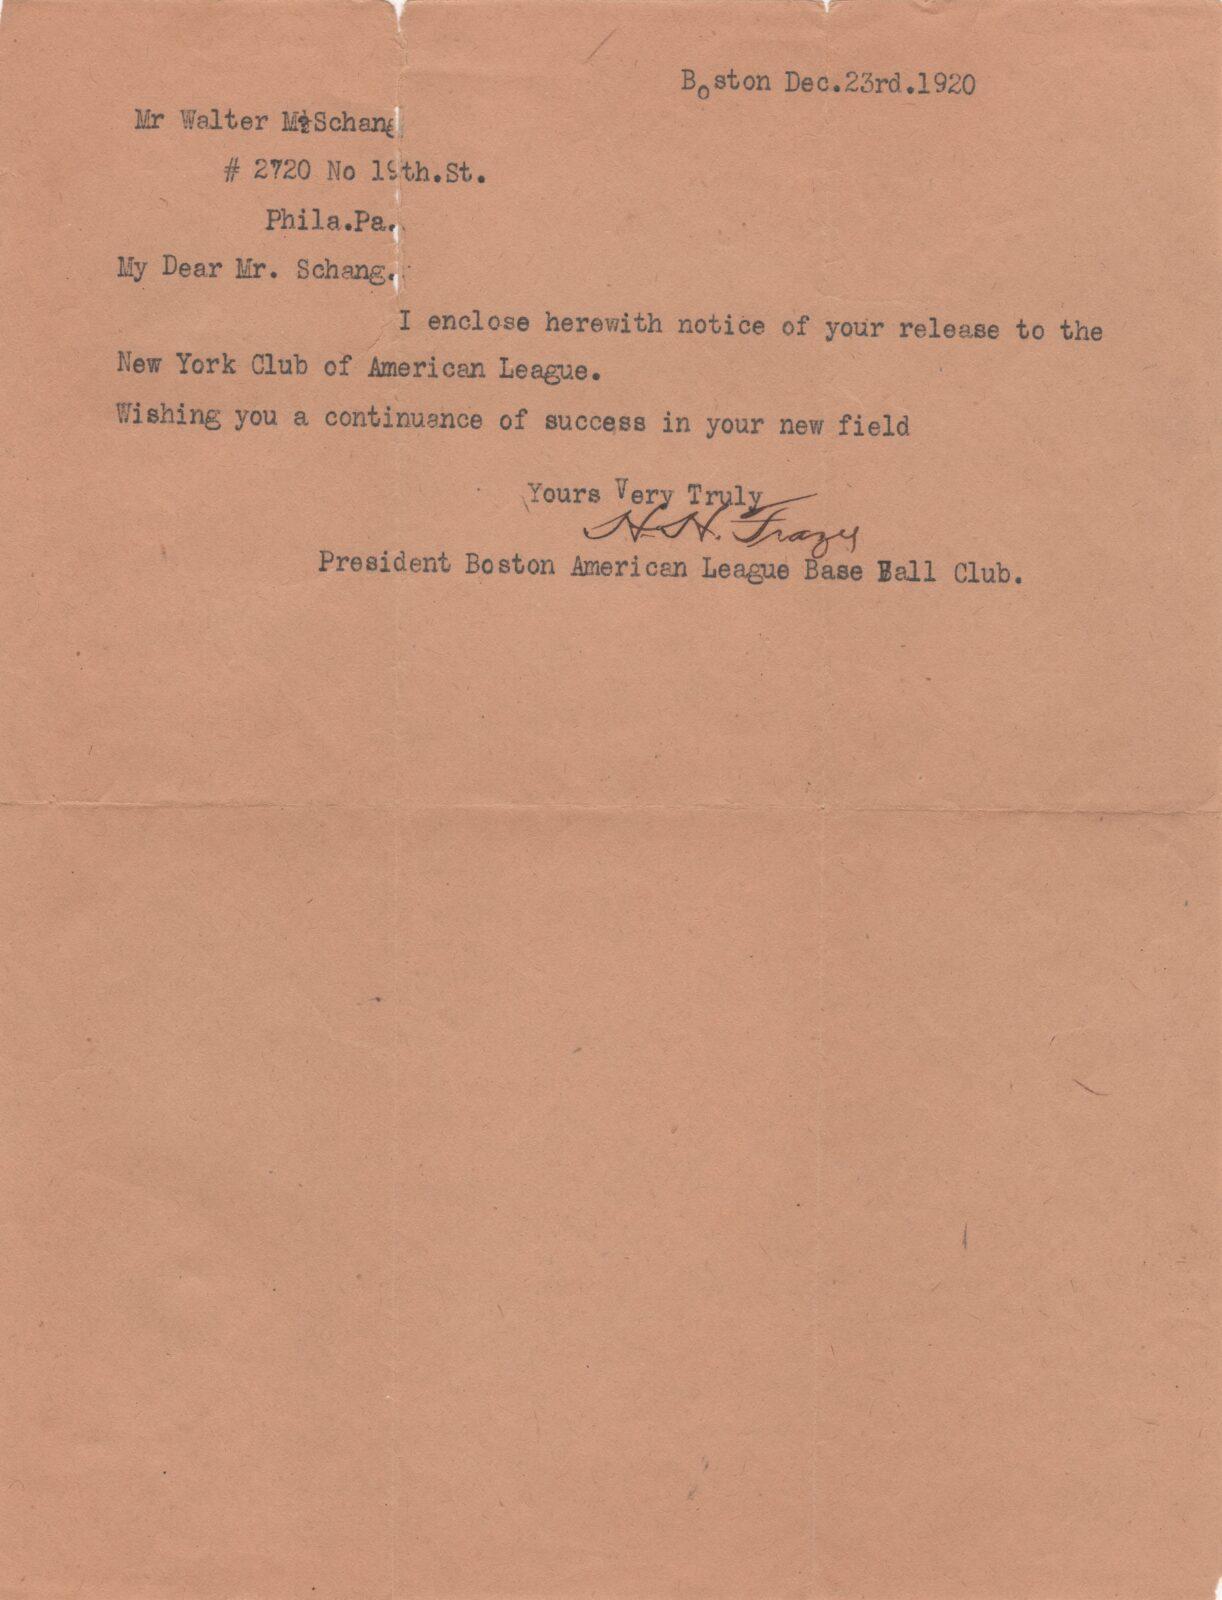 Boston Dec.23rd.1920
Mr Walter M Schang
# 2720 No 19th.St.
Phila.Pa.
My Dear Mr. Schang.
I enclose herewith notice of your release to the
New York Club of American League.
Wishing you a continuance of success in your new field
Yours Very Truly
H.H. Frazee
President Boston American League Base Ball Club.